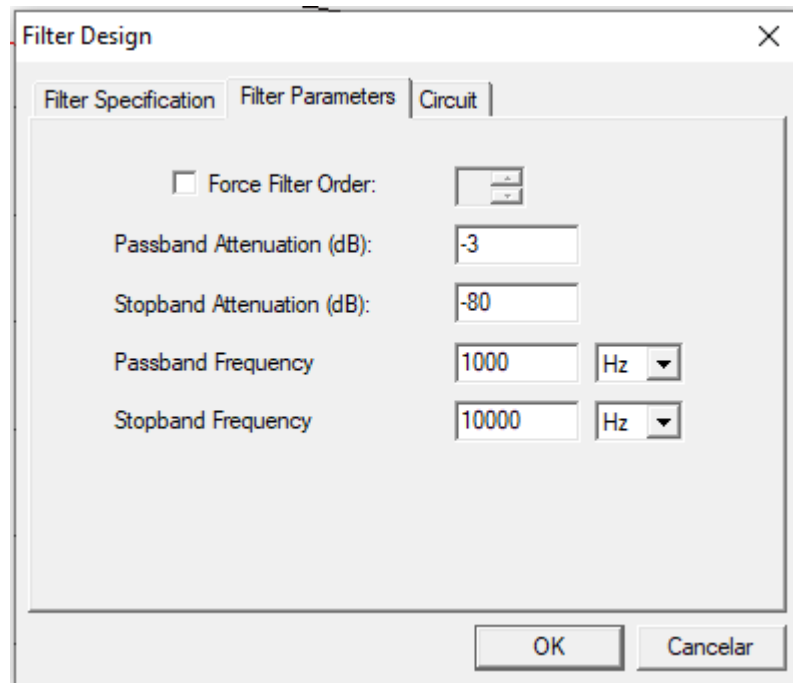 Filter Design
Filter Specification Filter Parameters Circuit
Force Filter Order:
Passband Attenuation (dB): -3
Stopband Attenuation (dB): -80
Passband Frequency 1000 Hz
Stopband Frequency 10000 Hz
OK Cancelar